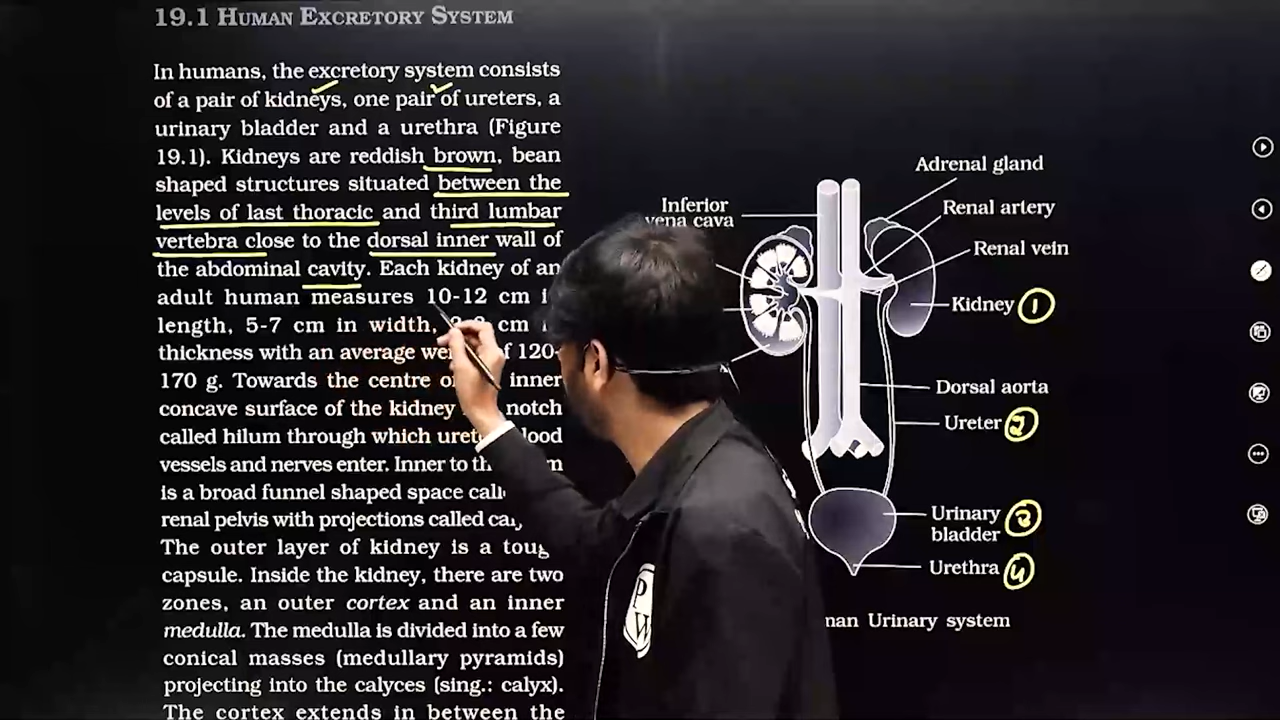 19.1 HUMAN EXCRETORY SYSTEM
In humans, the excretory system consists
of a pair of kidneys, one pair of ureters, a
urinary bladder and a urethra (Figure
19.1). Kidneys are reddish brown, bean
shaped structures situated between the
levels of last thoracic and third lumbar
vertebra close to the dorsal inner wall of
the abdominal cavity. Each kidney of an
adult human measures 10-12 cm
length, 5-7 cm in width, cm
thickness with an average 120-
170 g. Towards the centre inner
concave surface of the kidney notch
called hilum through which
vessels and nerves enter. Inner to
is a broad funnel shaped space
renal pelvis with projections called
The outer layer of kidney is a
capsule. Inside the kidney, there are two
zones, an outer cortex and an inner
medulla. The medulla is divided into a few
conical masses (medullary pyramids)
projecting into the calyces (sing.: calyx).
The cortex extends in between the
Adrenal gland
Inferior
vena cava
Renal artery
Renal vein
Kidney 1
Dorsal aorta
Ureter 2
Urinary 3
bladder
Urethra 4
Urinary system
P
W